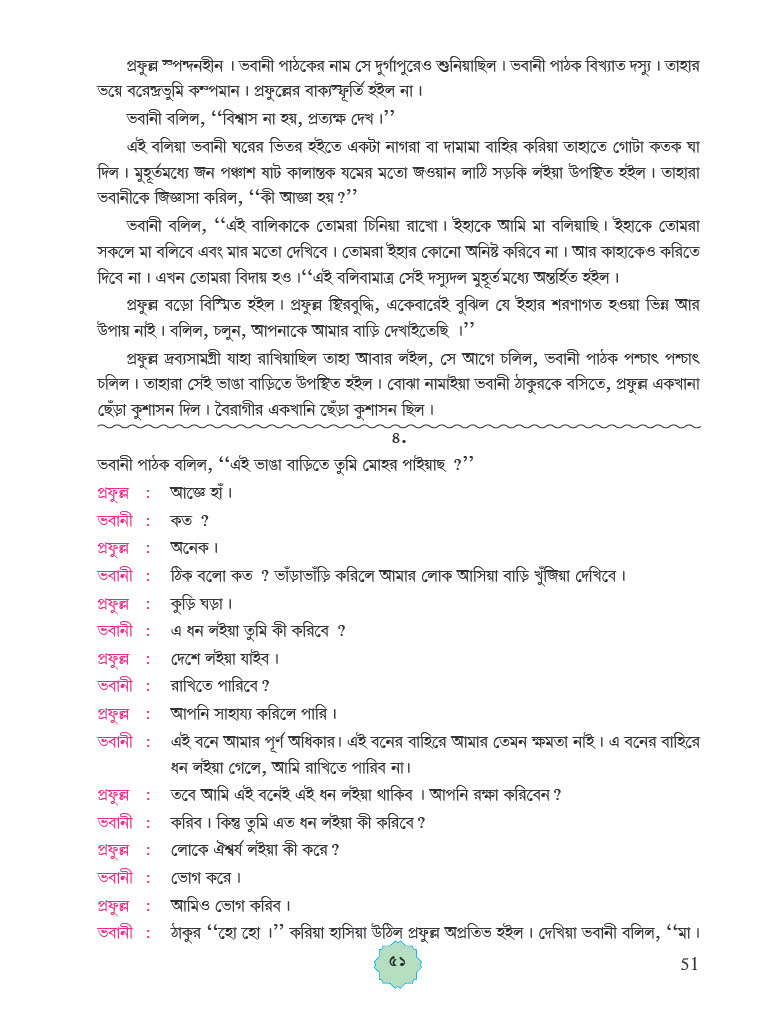 প্রফুল্ল স্পন্দনহীন । ভবানী পাঠকের নাম সে দুর্গাপুরেও শুনিয়াছিল । ভবানী পাঠক বিখ্যাত দস্যু । তাহার
ভয়ে বরেন্দ্রভুমি কম্পমান । প্রফুল্লের বাক্যস্ফূর্তি হইল না ।
ভবানী বলিল, ‘‘বিশ্বাস না হয়, প্রত্যক্ষ দেখ ।’’
এই বলিয়া ভবানী ঘরের ভিতর হইতে একটা নাগরা বা দামামা বাহির করিয়া তাহাতে গোটা কতক ঘা
দিল । মুহূর্তমধ্যে জন পঞ্চাশ ষাট কালান্তক যমের মতো জওয়ান লাঠি সড়কি লইয়া উপস্থিত হইল । তাহারা
ভবানীকে জিজ্ঞাসা করিল, ‘‘কী আজ্ঞা হয় ?’’
ভবানী বলিল, ‘‘এই বালিকাকে তোমরা চিনিয়া রাখো । ইহাকে আমি মা বলিয়াছি । ইহাকে তোমরা
সকলে মা বলিবে এবং মার মতো দেখিবে । তোমরা ইহার কোনো অনিষ্ট করিবে না । আর কাহাকেও করিতে
দিবে না । এখন তোমরা বিদায় হও ।‘‘এই বলিবামাত্র সেই দস্যুদল মুহূর্তমধ্যে অন্তর্হিত হইল ।
প্রফুল্ল বড়ো বিস্মিত হইল । প্রফুল্ল স্থিরবুদ্ধি, একেবারেই বুঝিল যে ইহার শরণাগত হওয়া ভিন্ন আর
উপায় নাই । বলিল, চলুন, আপনাকে আমার বাড়ি দেখাইতেছি ।’’
প্রফুল্ল দ্রব্যসামগ্রী যাহা রাখিয়াছিল তাহা আবার লইল, সে আগে চলিল, ভবানী পাঠক পশ্চাৎ পশ্চাৎ
চলিল । তাহারা সেই ভাঙা বাড়িতে উপস্থিত হইল । বোঝা নামাইয়া ভবানী ঠাকুরকে বসিতে, প্রফুল্ল একখানা
ছেঁড়া কুশাসন দিল । বৈরাগীর একখানি ছেঁড়া কুশাসন ছিল ।
৪.
ভবানী পাঠক বলিল, ‘‘এই ভাঙা বাড়িতে তুমি মোহর পাইয়াছ ?’’
প্রফুল্ল : আজ্ঞে হাঁ ।
ভবানী : কত ?
প্রফুল্ল : অনেক ।
ভবানী : ঠিক বলো কত ? ভাঁড়াভাঁড়ি করিলে আমার লোক আসিয়া বাড়ি খুঁজিয়া দেখিবে ।
প্রফুল্ল : কুড়ি ঘড়া ।
ভবানী : এ ধন লইয়া তুমি কী করিবে ?
প্রফুল্ল : দেশে লইয়া যাইব ।
ভবানী : রাখিতে পারিবে ?
প্রফুল্ল : আপনি সাহায্য করিলে পারি ।
ভবানী : এই বনে আমার পূর্ণ অধিকার। এই বনের বাহিরে আমার তেমন ক্ষমতা নাই । এ বনের বাহিরে
ধন লইয়া গেলে, আমি রাখিতে পারিব না।
প্রফুল্ল : তবে আমি এই বনেই এই ধন লইয়া থাকিব । আপনি রক্ষা করিবেন ?
ভবানী : করিব । কিন্তু তুমি এত ধন লইয়া কী করিবে ?
প্রফুল্ল : লোকে ঐশ্বর্য লইয়া কী করে ?
ভবানী : ভোগ করে ।
প্রফুল্ল : আমিও ভোগ করিব ।
ভবানী : ঠাকুর ‘‘হো হো ।’’ করিয়া হাসিয়া উঠিল প্রফুল্ল অপ্রতিভ হইল । দেখিয়া ভবানী বলিল, ‘‘মা ।
৫১
51